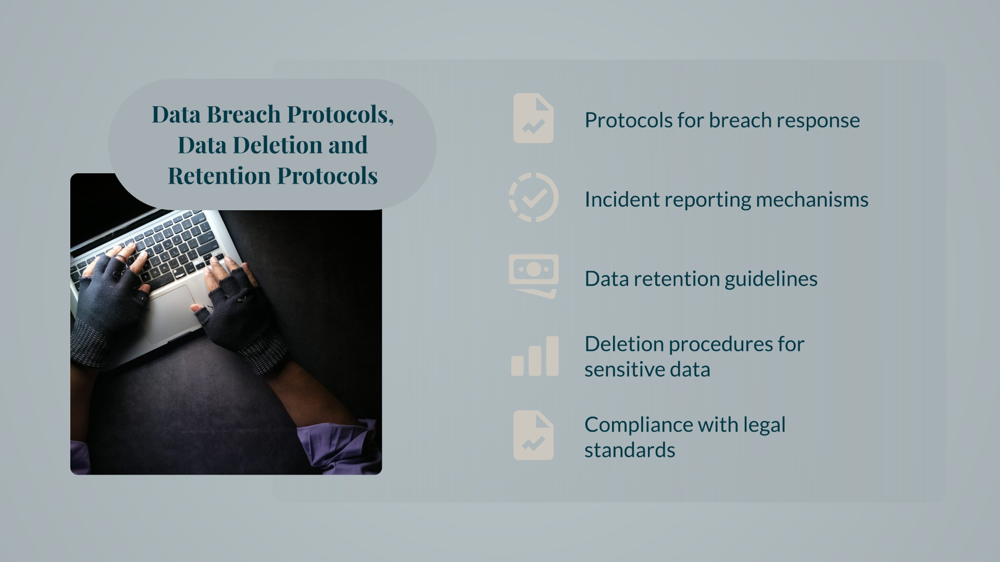 Data Breach Protocols,
Data Deletion and
Retention Protocols
Protocols for breach response
Incident reporting mechanisms
Data retention guidelines
Deletion procedures for
sensitive data
Compliance with legal
standards